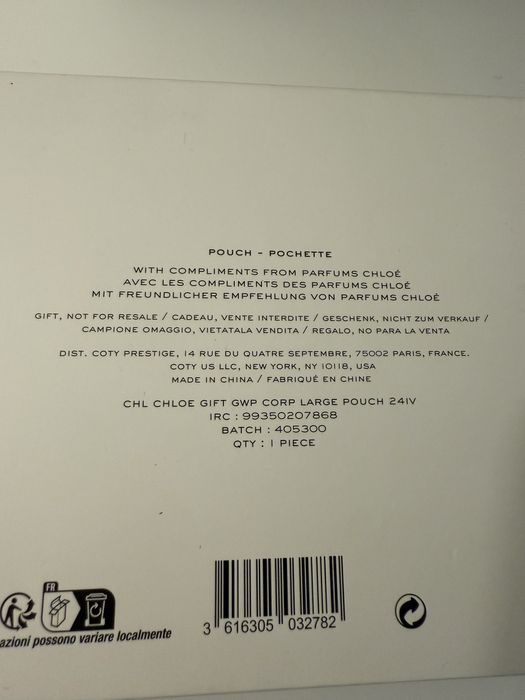 POUCH - POCHETTE
WITH COMPLIMENTS FROM PARFUMS CHLOÉ
AVEC LES COMPLIMENTS DES PARFUMS CHLOÉ
MIT FREUNDLICHER EMPFEHLUNG VON PARFUMS CHLOÉ
GIFT, NOT FOR RESALE / CADEAU, VENTE INTERDITE / GESCHENK, NICHT ZUM VERKAUF /
CAMPIONE OMAGGIO, VIETATALA VENDITA / REGALO, NO PARA LA VENTA
DIST. COTY PRESTIGE, 14 RUE DU QUATRE SEPTEMBRE, 75002 PARIS, FRANCE.
COTY US LLC, NEW YORK, NY 10118, USA
MADE IN CHINA / FABRIQUÉ EN CHINE
CHL CHLOE GIFT GWP CORP LARGE POUCH 24IV
IRC : 99350207868
BATCH : 405300
QTY : 1 PIECE
FR
azioni possono variare localmente
3 616305 032782